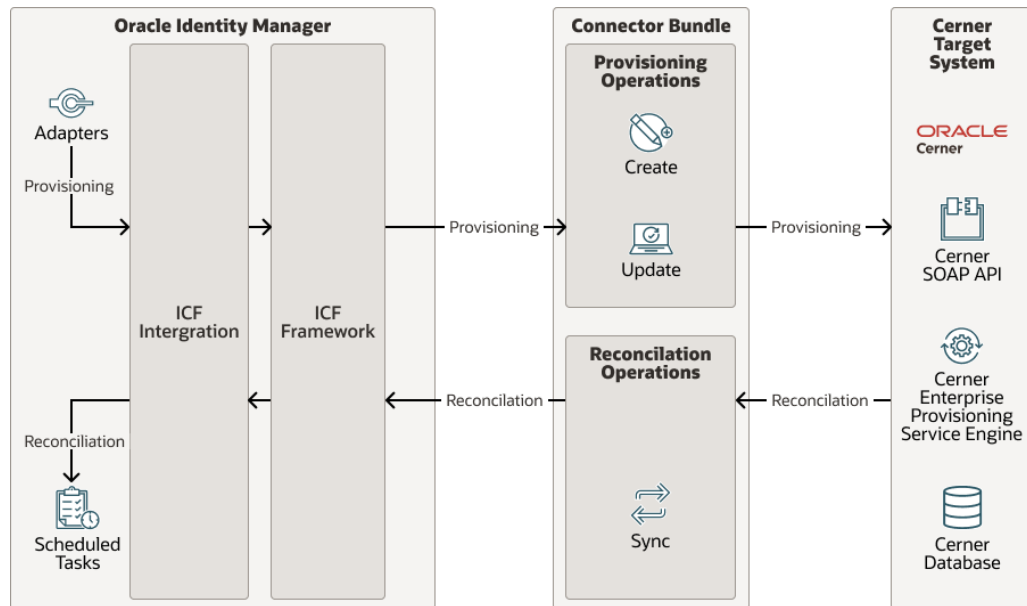 Oracle Identity Manager
Adapters
Provisioning
ICF
Intergration
ICF
Framework
Reconciliation
Scheduled
Tasks
Provisioning
Reconcilation
Connector Bundle
Provisioning
Operations
Create
Update
Reconcilation
Operations
Sync
Provisioning
Reconcilation
Cerner
Target
System
ORACLE
Cerner
Cerner
SOAP API
Cerner
Enterprise
Provisioning
Service Engine
Cerner
Database